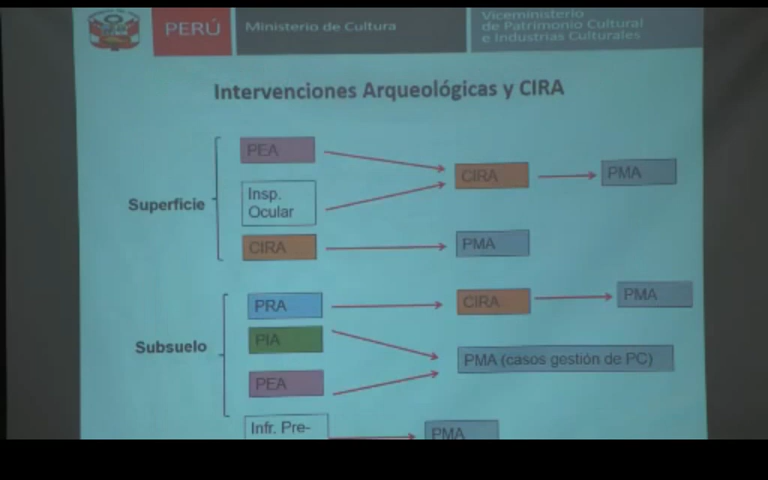 PERÚ
Ministerio de Cultura
Viceministerio
de Patrimonio Cultural
e Industrias Culturales
Intervenciones Arqueológicas y CIRA
Superficie
PEA
Insp.
Ocular
CIRA
CIRA
PMA
PMA
Subsuelo
PRA
PIA
PEA
Infr. Pre-
CIRA
PMA
PMA (casos gestión de PC)
PMA